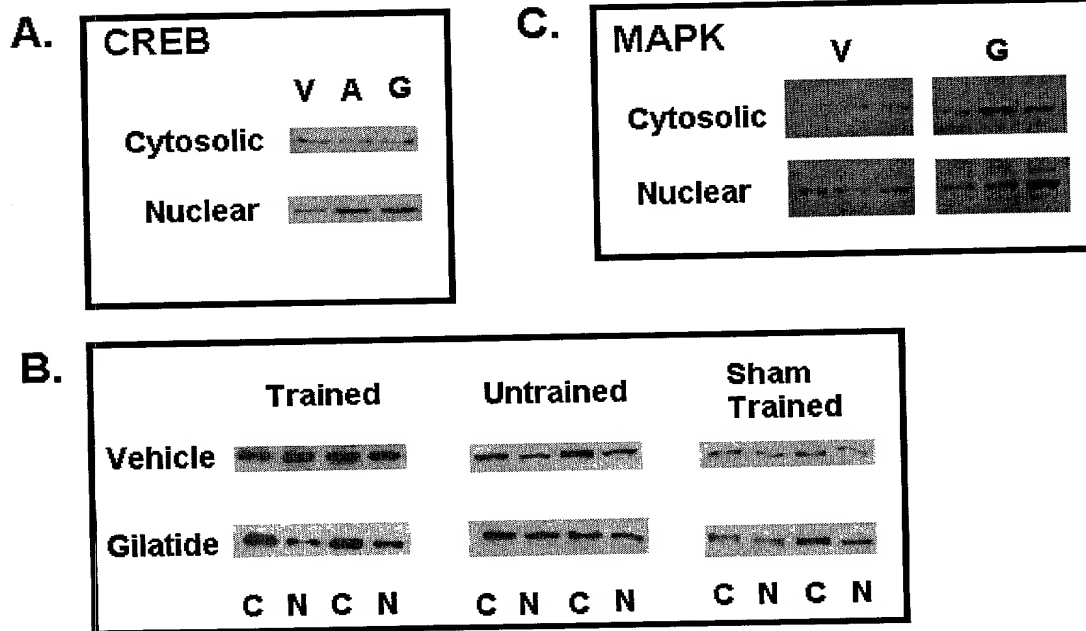 A.
CREB
V A G
Cytosolic
Nuclear
C.
MAPK
V G
Cytosolic
Nuclear
B.
Trained Untrained Sham Trained
Vehicle
Gilatide
C N C N C N C N C N C N